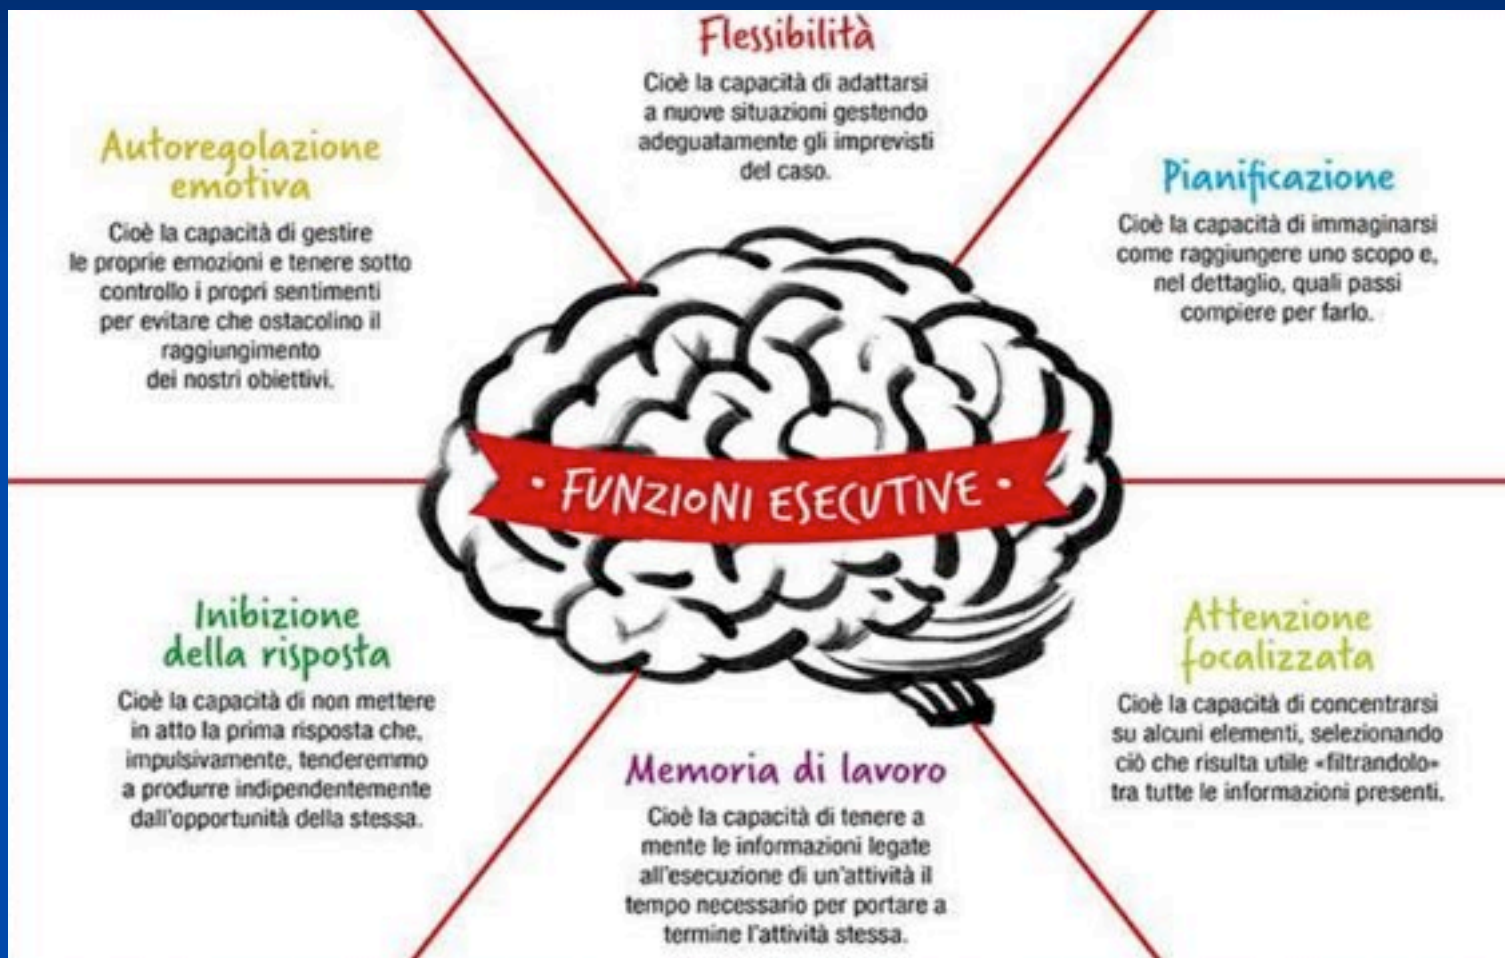 Flessibilità
Cioè la capacità di adattarsi
a nuove situazioni gestendo
adeguatamente gli imprevisti
del caso.
Autoregolazione
emotiva
Cioè la capacità di gestire
le proprie emozioni e tenere sotto
controllo i propri sentimenti
per evitare che ostacolino il
raggiungimento
dei nostri obiettivi.
Pianificazione
Cioè la capacità di immaginarsi
come raggiungere uno scopo e,
nel dettaglio, quali passi
compiere per farlo.
• FUNZIONI ESECUTIVE •
Inibizione
della risposta
Cioè la capacità di non mettere
in atto la prima risposta che,
impulsivamente, tenderemmo
a produrre indipendentemente
dall'opportunità della stessa.
Memoria di lavoro
Cioè la capacità di tenere a
mente le informazioni legate
all'esecuzione di un'attività il
tempo necessario per portare a
termine l'attività stessa.
Attenzione
focalizzata
Cioè la capacità di concentrarsi
su alcuni elementi, selezionando
ciò che risulta utile «filtrandolo»
tra tutte le informazioni presenti.